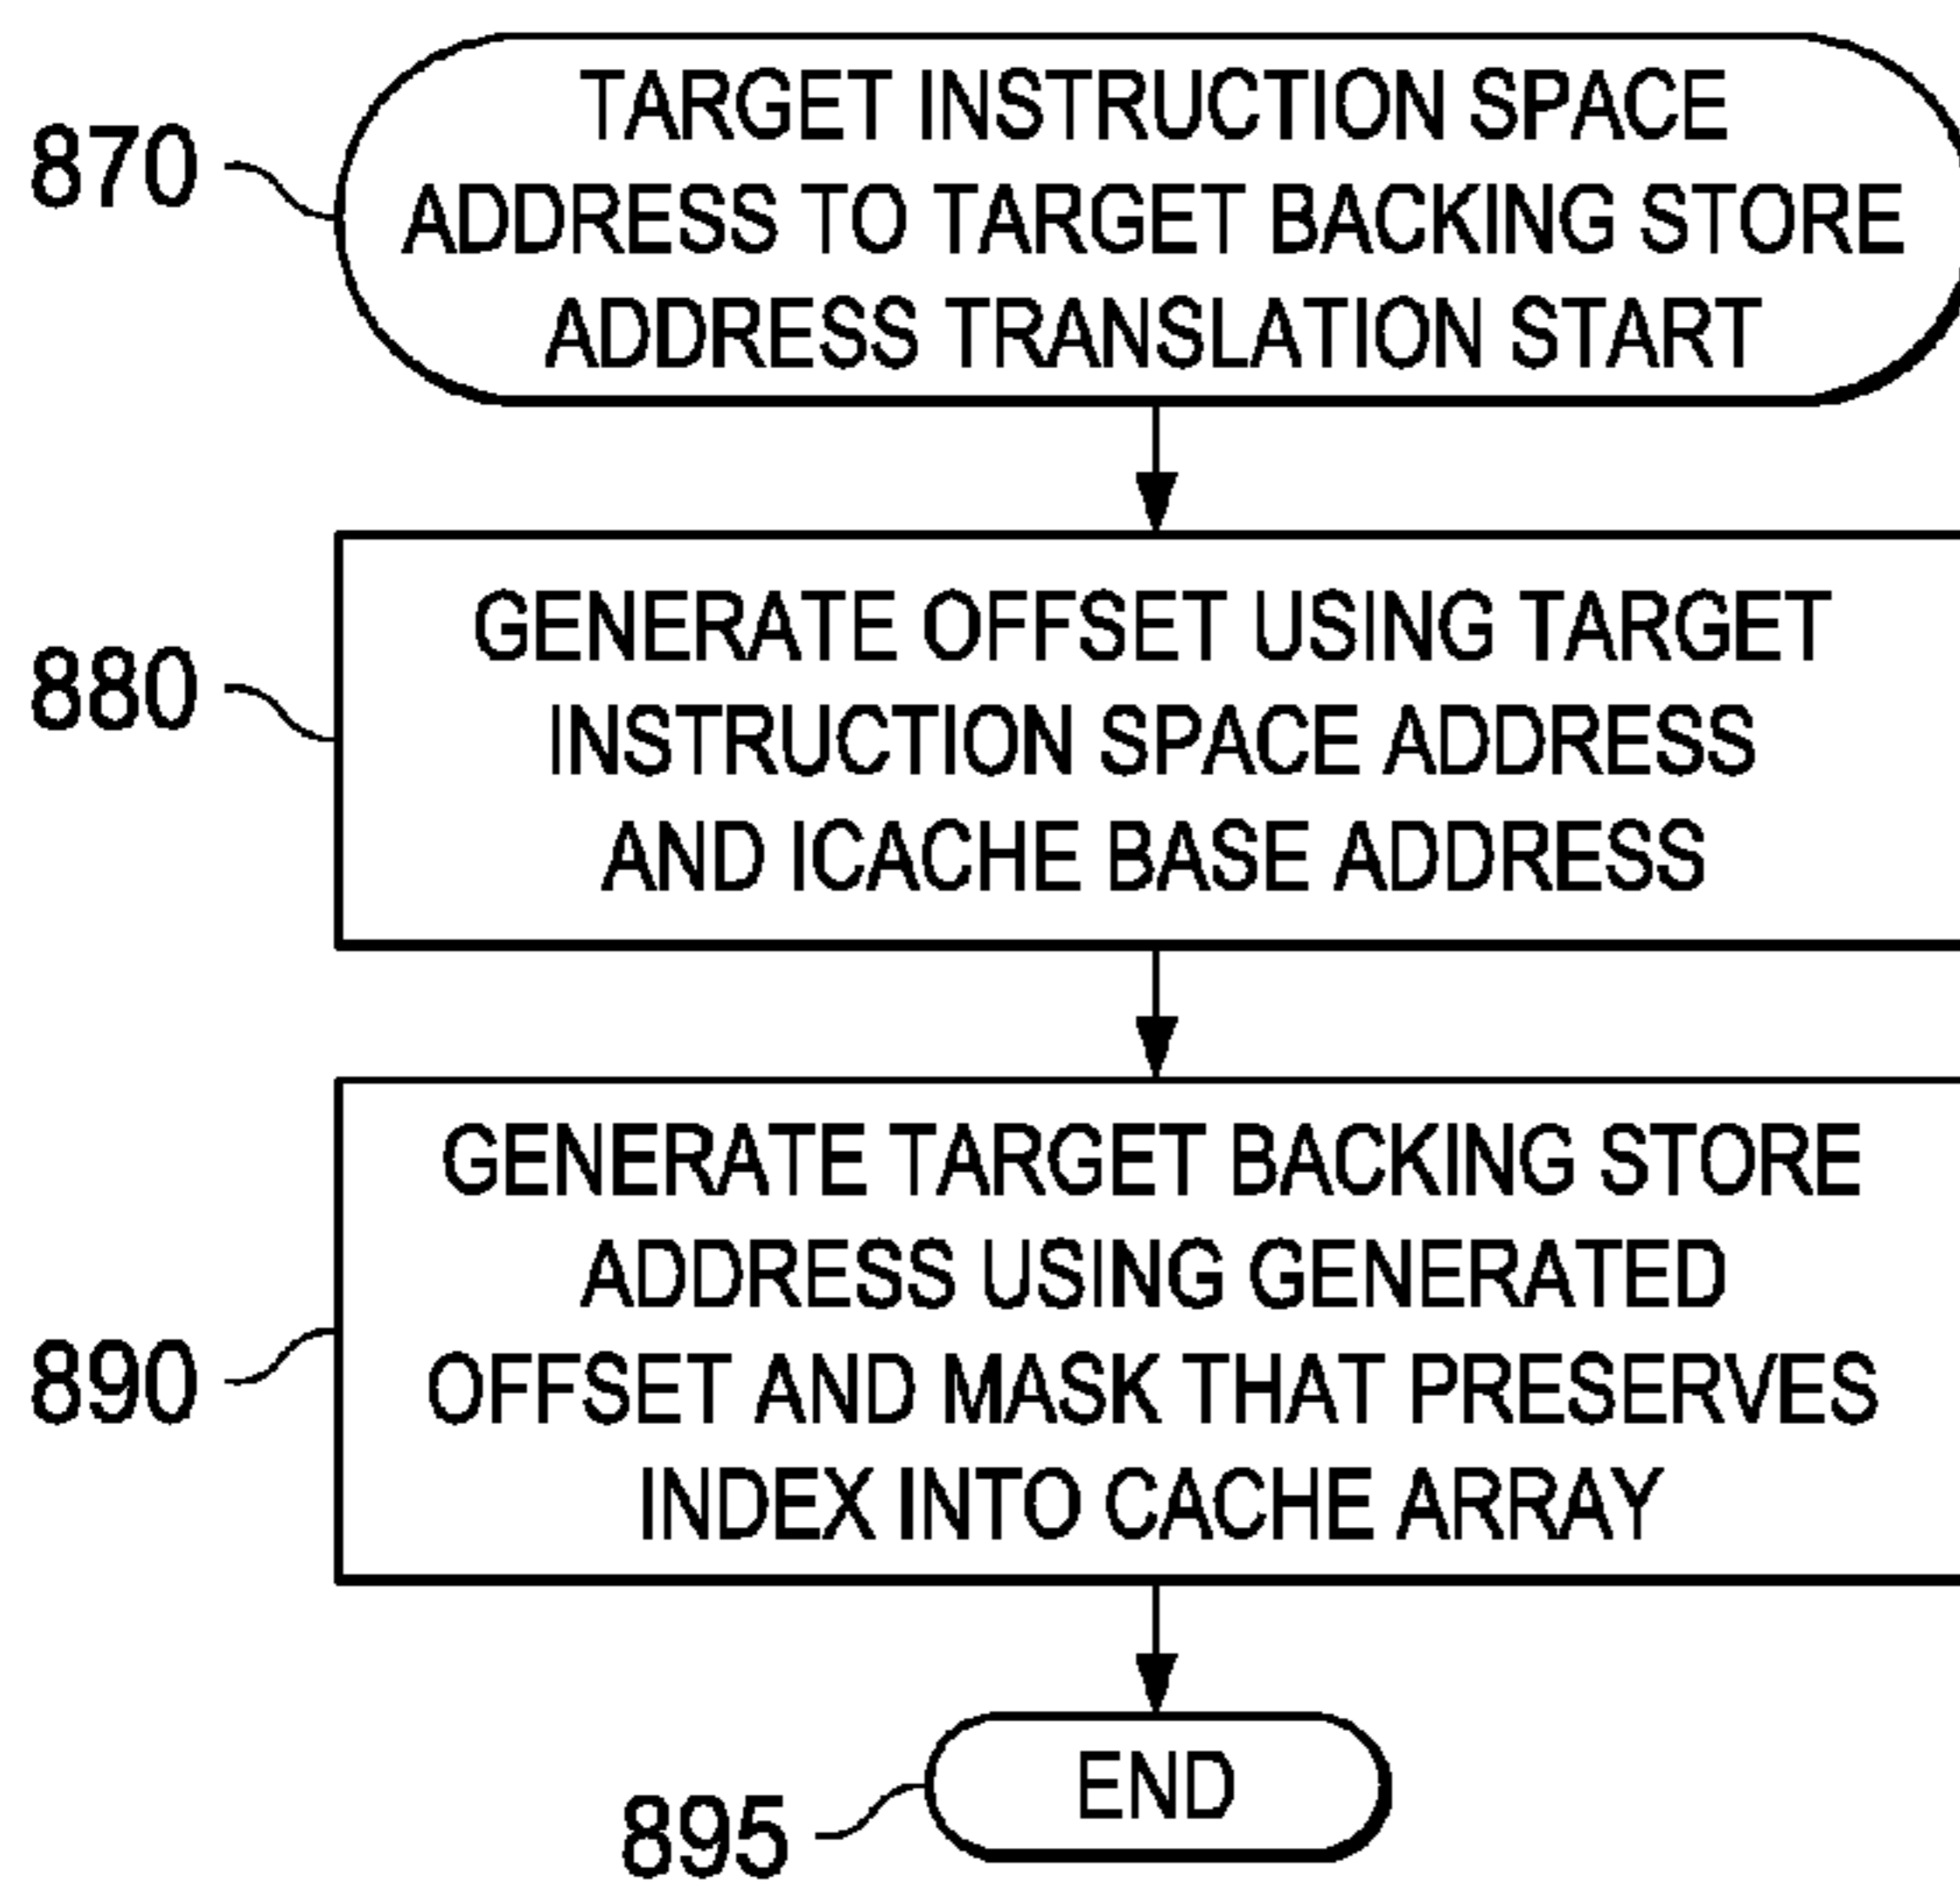 870
TARGET INSTRUCTION SPACE
ADDRESS TO TARGET BACKING STORE
ADDRESS TRANSLATION START
880
GENERATE OFFSET USING TARGET
INSTRUCTION SPACE ADDRESS
AND ICACHE BASE ADDRESS
890
GENERATE TARGET BACKING STORE
ADDRESS USING GENERATED
OFFSET AND MASK THAT PRESERVES
INDEX INTO CACHE ARRAY
895
END